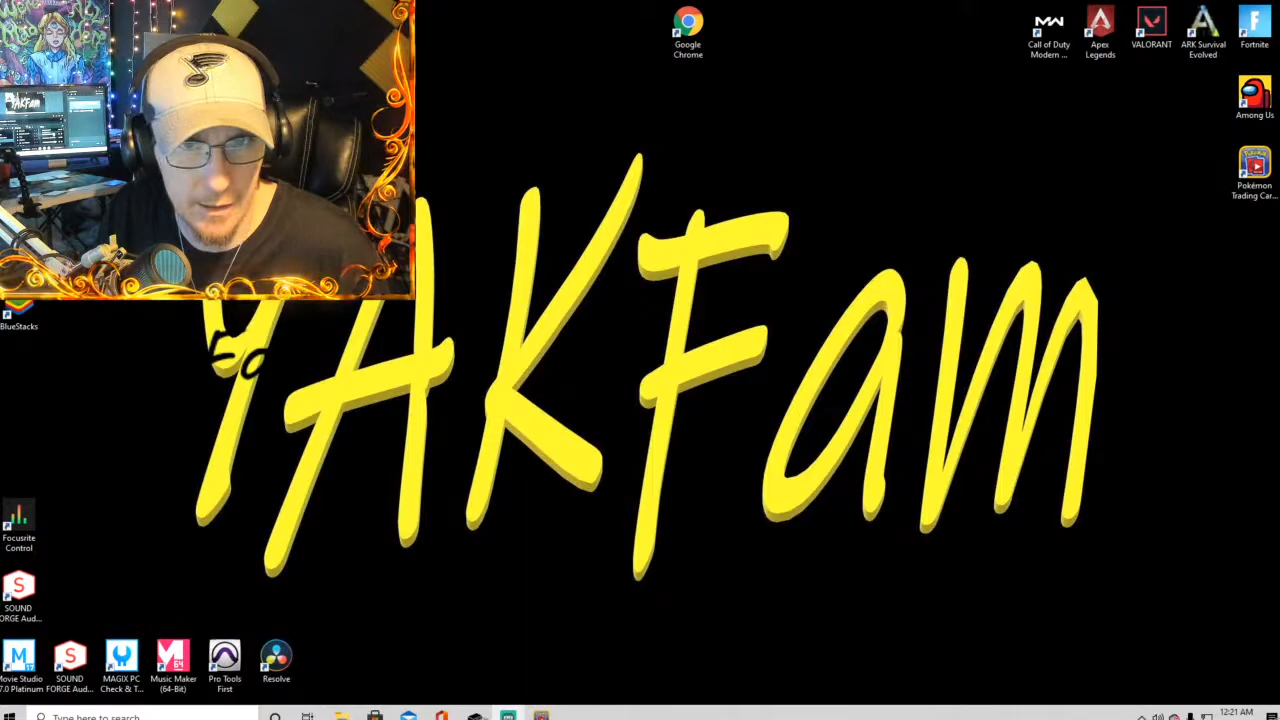 YAKFam
Google
Chrome
Call of Duty
Modern ...
Apex
Legends
VALORANT
ARK Survival
Evolved
Fortnite
Among Us
Pokémon
Trading Car...
BlueStacks
YAKFam
Focusrite
Control
SOUND
FORGE Aud...
Movie Studio
17.0 Platinum
SOUND
FORGE Aud...
MAGIX PC
Check & T...
Music Maker
(64-Bit)
Pro Tools
First
Resolve
Type here to search
12:21 AM